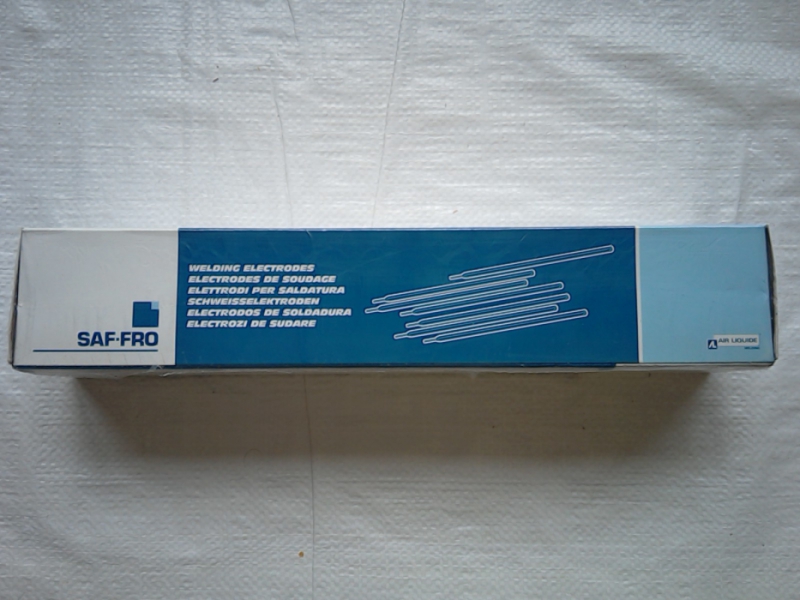 WELDING ELECTRODES
ELECTRODES DE SOUDAGE
ELETTRODI PER SALDATURA
SCHWEISSELEKTRODEN
ELECTRODOS DE SOLDADURA
ELECTROZI DE SUDARE
SAF-FRO
AIR LIQUIDE